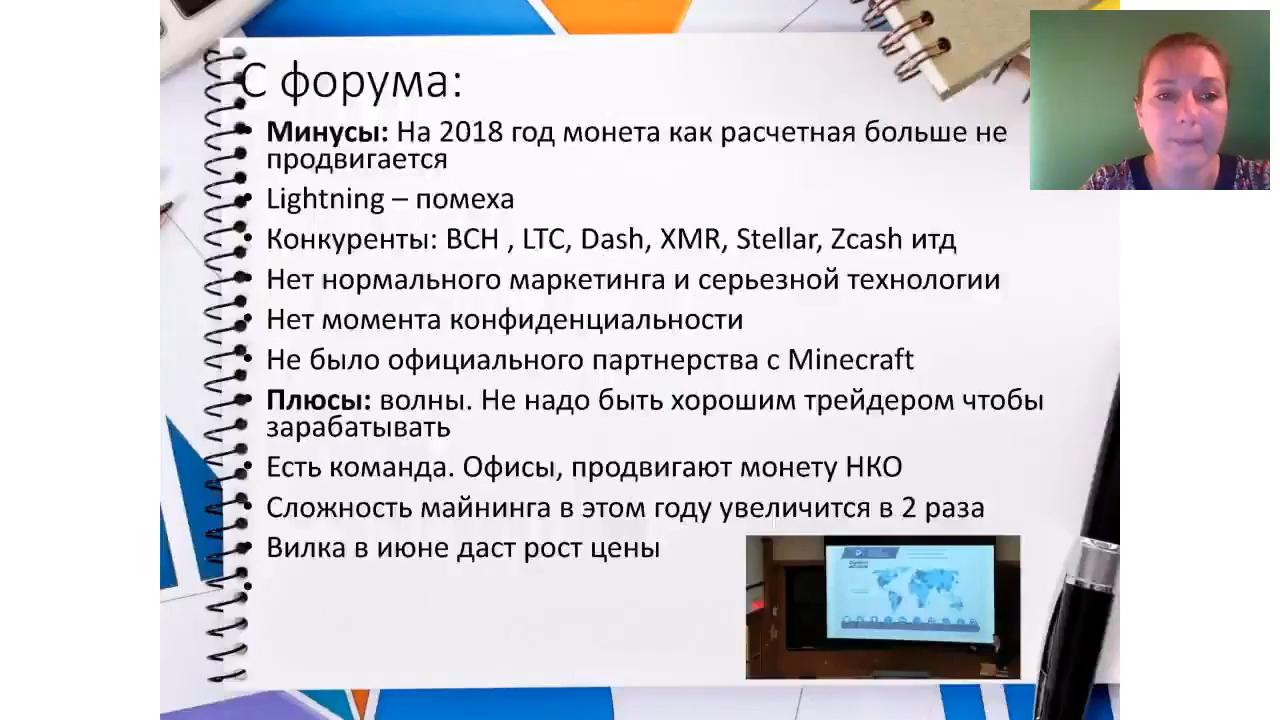 С форума:
Минусы: На 2018 год монета как расчетная больше не
продвигается
Lightning – помеха
Конкуренты: BCH , LTC, Dash, XMR, Stellar, Zcash итд
Нет нормального маркетинга и серьезной технологии
Нет момента конфиденциальности
Не было официального партнерства с Minecraft
Плюсы: волны. Не надо быть хорошим трейдером чтобы
зарабатывать
Есть команда. Офисы, продвигают монету НКО
Сложность майнинга в этом году увеличится в 2 раза
Вилка в июне даст рост цены